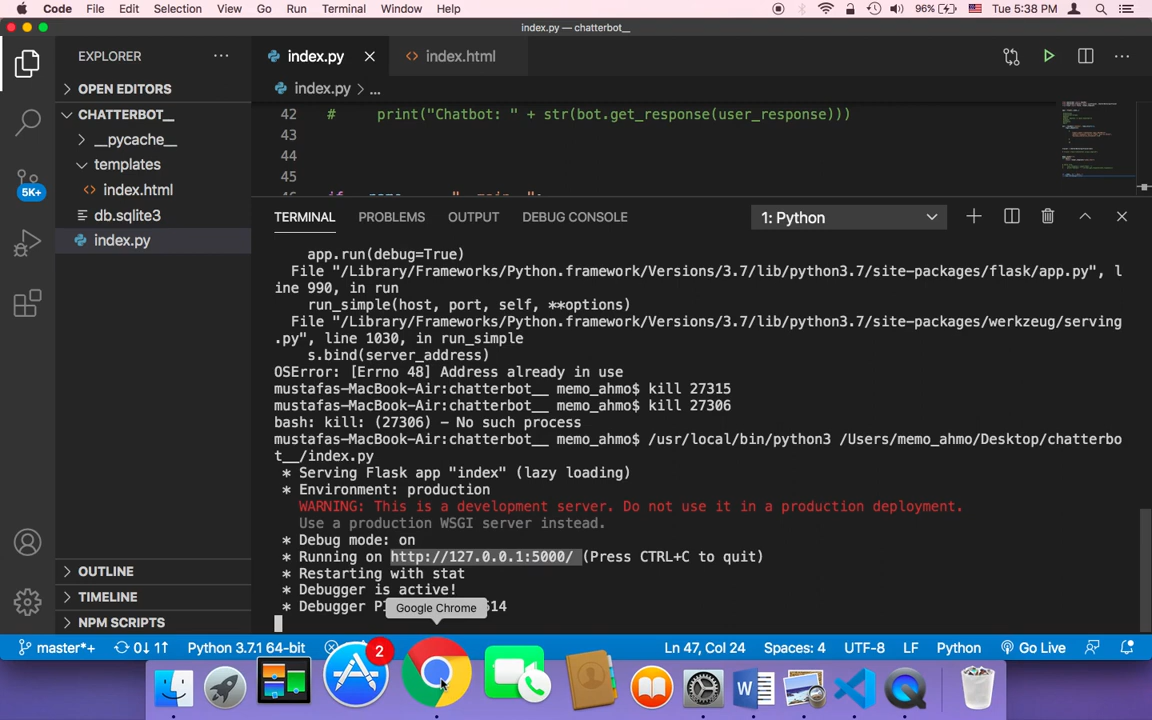 Code File Edit Selection View Go Run Terminal Window Help 96% Tue 5:38 PM
index.py — chatterbot_
EXPLORER ...
index.py
index.html
OPEN EDITORS
index.py > ...
CHATTERBOT_
__pycache__
templates
index.html
db.sqlite3
index.py
42 # print("Chatbot: " + str(bot.get_response(user_response)))
43
44
45
5K+
TERMINAL PROBLEMS OUTPUT DEBUG CONSOLE 1: Python
app.run(debug=True)
File "/Library/Frameworks/Python.framework/Versions/3.7/lib/python3.7/site-packages/flask/app.py", l
ine 990, in run
run_simple(host, port, self, **options)
File "/Library/Frameworks/Python.framework/Versions/3.7/lib/python3.7/site-packages/werkzeug/serving
.py", line 1030, in run_simple
s.bind(server_address)
OSError: [Errno 48] Address already in use
mustafas-MacBook-Air:chatterbot__ memo_ahmo$ kill 27315
mustafas-MacBook-Air:chatterbot__ memo_ahmo$ kill 27306
bash: kill: (27306) - No such process
mustafas-MacBook-Air:chatterbot__ memo_ahmo$ /usr/local/bin/python3 /Users/memo_ahmo/Desktop/chatterbo
t__/index.py
* Serving Flask app "index" (lazy loading)
* Environment: production
WARNING: This is a development server. Do not use it in a production deployment.
Use a production WSGI server instead.
* Debug mode: on
* Running on http://127.0.0.1:5000/ (Press CTRL+C to quit)
* Restarting with stat
* Debugger is active!
* Debugger 614
Google Chrome
OUTLINE
TIMELINE
NPM SCRIPTS
master*+ 0↓ 1↑ Python 3.7.1 64-bit Ln 47, Col 24 Spaces: 4 UTF-8 LF Python Go Live
2